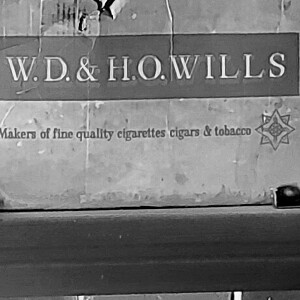 W.D. & H.O. WILLS
Makers of fine quality cigarettes cigars & tobacco